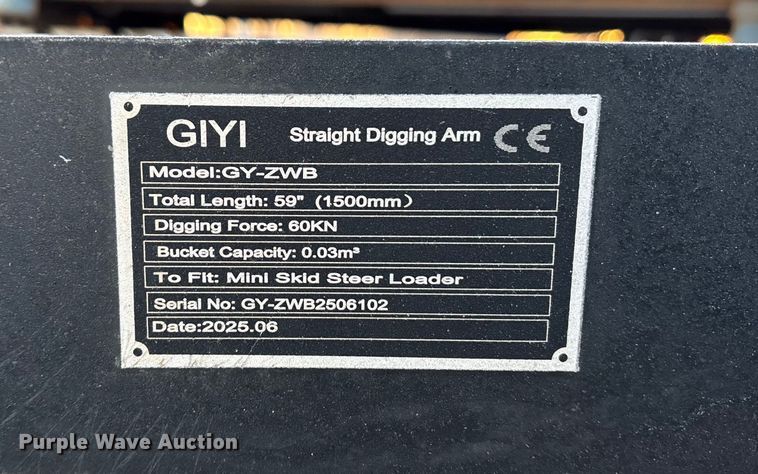 GIYI Straight Digging Arm CE
Model:GY-ZWB
Total Length: 59" (1500mm）
Digging Force: 60KN
Bucket Capacity: 0.03m³
To Fit: Mini Skid Steer Loader
Serial No: GY-ZWB2506102
Date:2025.06
Purple Wave Auction